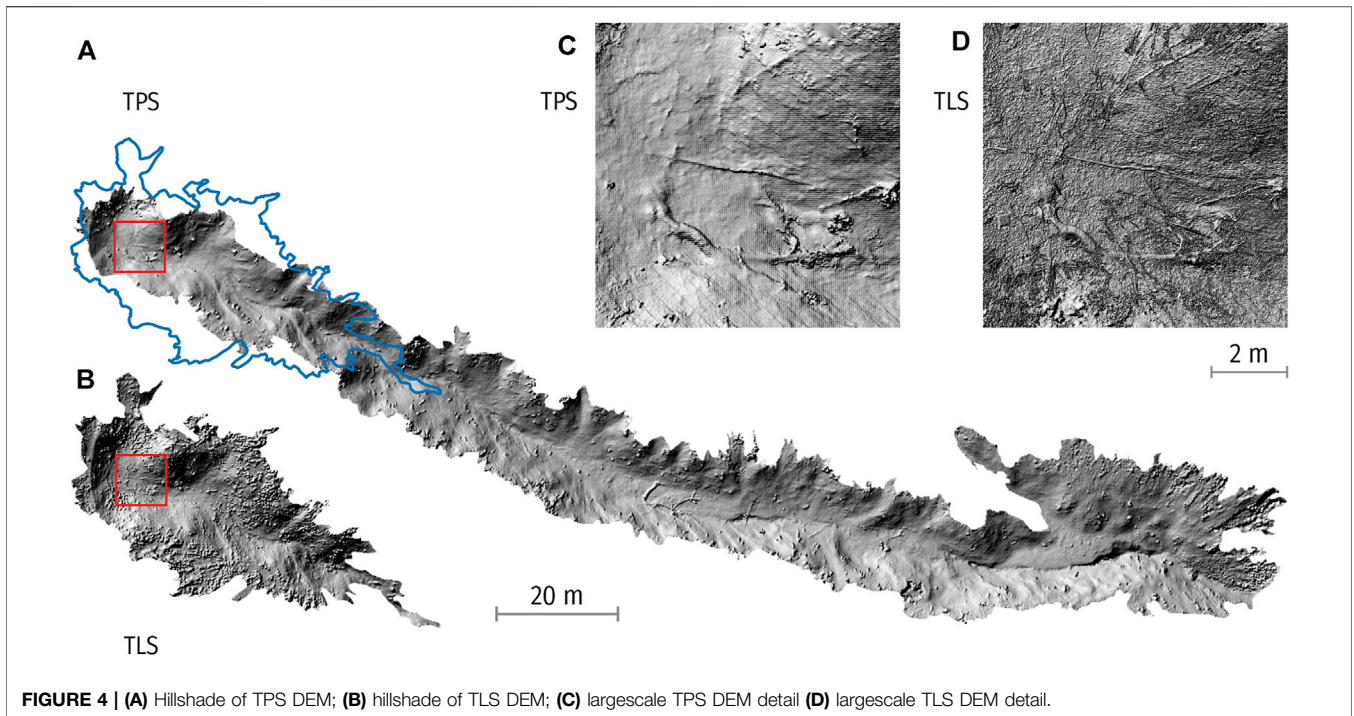 A
TPS
C
TPS
D
TLS
2 m
B
TLS
20 m
FIGURE 4 | (A) Hillshade of TPS DEM; (B) hillshade of TLS DEM; (C) largescale TPS DEM detail (D) largescale TLS DEM detail.